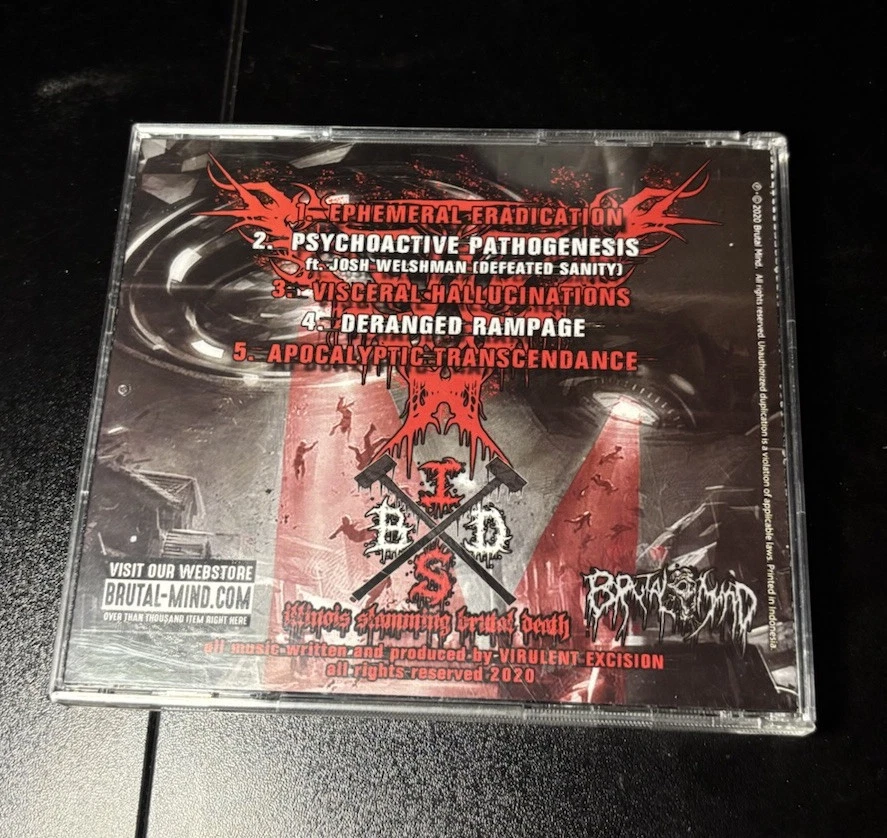 1. EPHEMERAL ERADICATION
2. PSYCHOACTIVE PATHOGENESIS
ft. JOSH WELSHMAN (DEFEATED SANITY)
3. VISCERAL HALLUCINATIONS
4. DERANGED RAMPAGE
5. APOCALYPTIC TRANSCENDANCE
I
B D
S
Illinois slamming brutal death
all music written and produced by VIRULENT EXCISION
all rights reserved 2020
VISIT OUR WEBSTORE
BRUTAL-MIND.COM
OVER THAN THOUSAND ITEM RIGHT HERE
BRUTAL MIND
℗ © 2020 Brutal Mind. All rights reserved. Unauthorized duplication is a violation of applicable laws. Printed in Indonesia